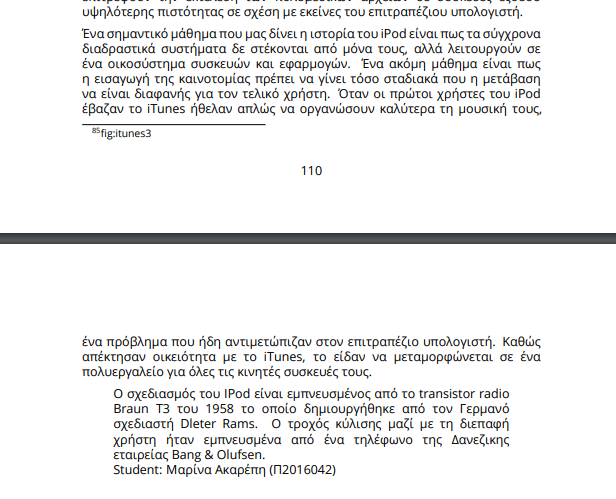 υψηλότερης πιστότητας σε σχέση με εκείνες του επιτραπέζιου υπολογιστή.
Ένα σημαντικό μάθημα που μας δίνει η ιστορία του iPod είναι πως τα σύγχρονα
διαδραστικά συστήματα δε στέκονται από μόνα τους, αλλά λειτουργούν σε
ένα οικοσύστημα συσκευών και εφαρμογών. Ένα ακόμη μάθημα είναι πως
η εισαγωγή της καινοτομίας πρέπει να γίνει τόσο σταδιακά που η μετάβαση
να είναι διαφανής για τον τελικό χρήστη. Όταν οι πρώτοι χρήστες του iPod
έβαζαν το iTunes ήθελαν απλώς να οργανώσουν καλύτερα τη μουσική τους,
85fig:itunes3
110
ένα πρόβλημα που ήδη αντιμετώπιζαν στον επιτραπέζιο υπολογιστή. Καθώς
απέκτησαν οικειότητα με το iTunes, το είδαν να μεταμορφώνεται σε ένα
πολυεργαλείο για όλες τις κινητές συσκευές τους.
Ο σχεδιασμός του IPod είναι εμπνευσμένος από το transistor radio
Braun T3 του 1958 το οποίο δημιουργήθηκε από τον Γερμανό
σχεδιαστή Dleter Rams. Ο τροχός κύλισης μαζί με τη διεπαφή
χρήστη ήταν εμπνευσμένα από ένα τηλέφωνο της Δανεζικης
εταιρείας Bang & Olufsen.
Student: Μαρίνα Ακαρέπη (Π2016042)